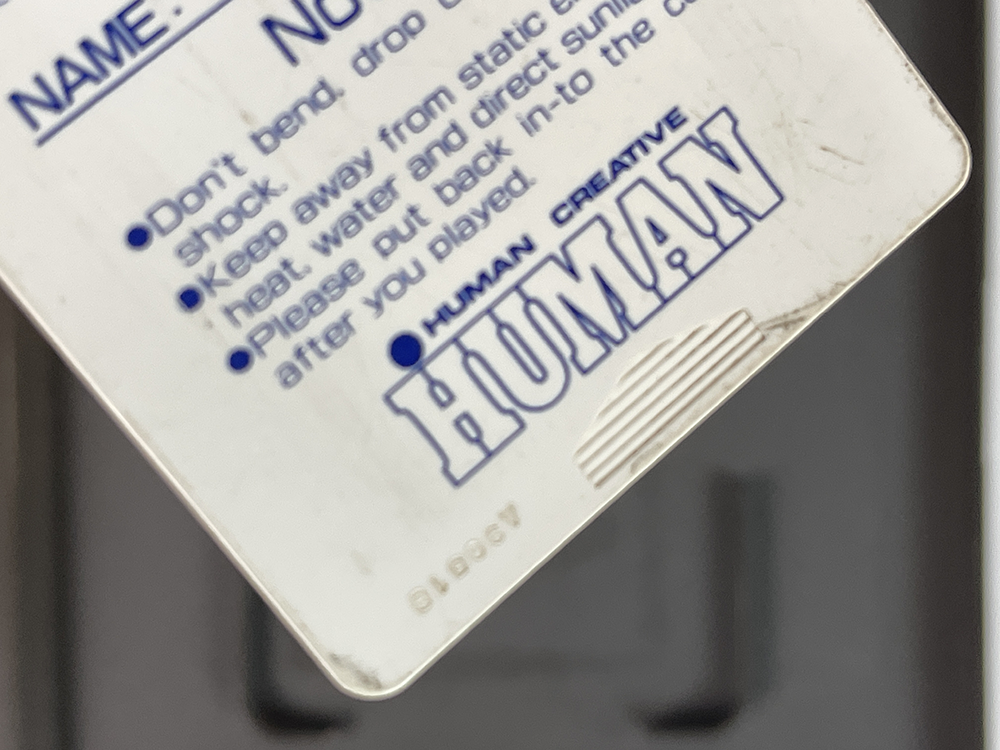 NAME.
No
●Don't bend, drop
shock.
●Keep away from static
heat, water and direct sunli
●Please put back in-to the
after you played.
●HUMAN CREATIVE
HUMAN